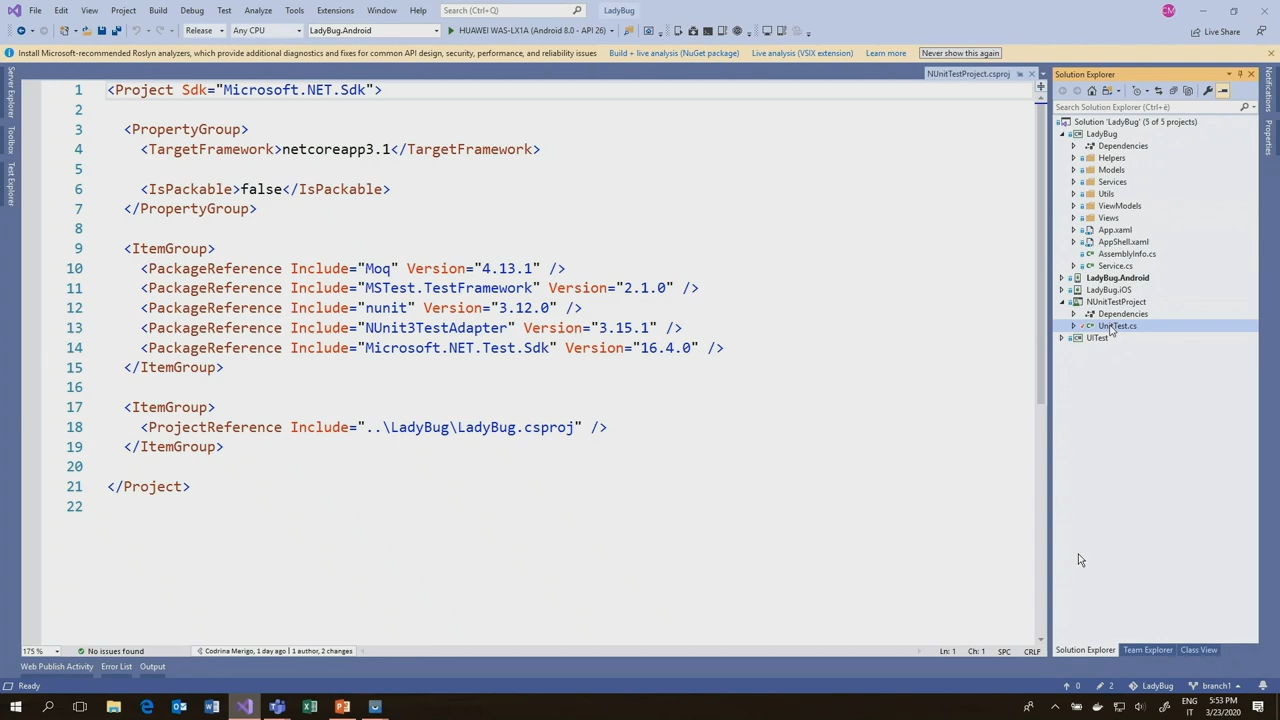 File Edit View Project Build Debug Test Analyze Tools Extensions Window Help Search (Ctrl+Q) LadyBug CM
Release Any CPU LadyBug.Android HUAWEI WAS-LX1A (Android 8.0 - API 26) Live Share
Install Microsoft-recommended Roslyn analyzers, which provide additional diagnostics and fixes for common API design, security, performance, and reliability issues Build + live analysis (NuGet package) Live analysis (VSIX extension) Learn more Never show this again
Server Explorer
Toolbox
Test Explorer
NUnitTestProject.csproj
1 <Project Sdk="Microsoft.NET.Sdk">
2
3 <PropertyGroup>
4 <TargetFramework>netcoreapp3.1</TargetFramework>
5
6 <IsPackable>false</IsPackable>
7 </PropertyGroup>
8
9 <ItemGroup>
10 <PackageReference Include="Moq" Version="4.13.1" />
11 <PackageReference Include="MSTest.TestFramework" Version="2.1.0" />
12 <PackageReference Include="nunit" Version="3.12.0" />
13 <PackageReference Include="NUnit3TestAdapter" Version="3.15.1" />
14 <PackageReference Include="Microsoft.NET.Test.Sdk" Version="16.4.0" />
15 </ItemGroup>
16
17 <ItemGroup>
18 <ProjectReference Include="..\LadyBug\LadyBug.csproj" />
19 </ItemGroup>
20
21 </Project>
22
175 % No issues found Codrina Merigo, 1 day ago | 1 author, 2 changes Ln: 1 Ch: 1 SPC CRLF
Solution Explorer
Search Solution Explorer (Ctrl+è)
Solution 'LadyBug' (5 of 5 projects)
LadyBug
Dependencies
Helpers
Models
Services
Utils
ViewModels
Views
App.xaml
AppShell.xaml
AssemblyInfo.cs
Service.cs
LadyBug.Android
LadyBug.iOS
NUnitTestProject
Dependencies
UnitTest.cs
UITest
Solution Explorer Team Explorer Class View
Notifications
Properties
Web Publish Activity Error List Output
Ready 0 2 LadyBug branch1
ENG 5:53 PM
IT 3/23/2020